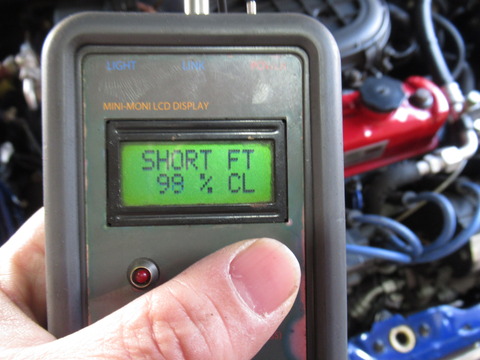 LIGHT LINK
MINI-MONI LCD DISPLAY
SHORT FT
98 % CL